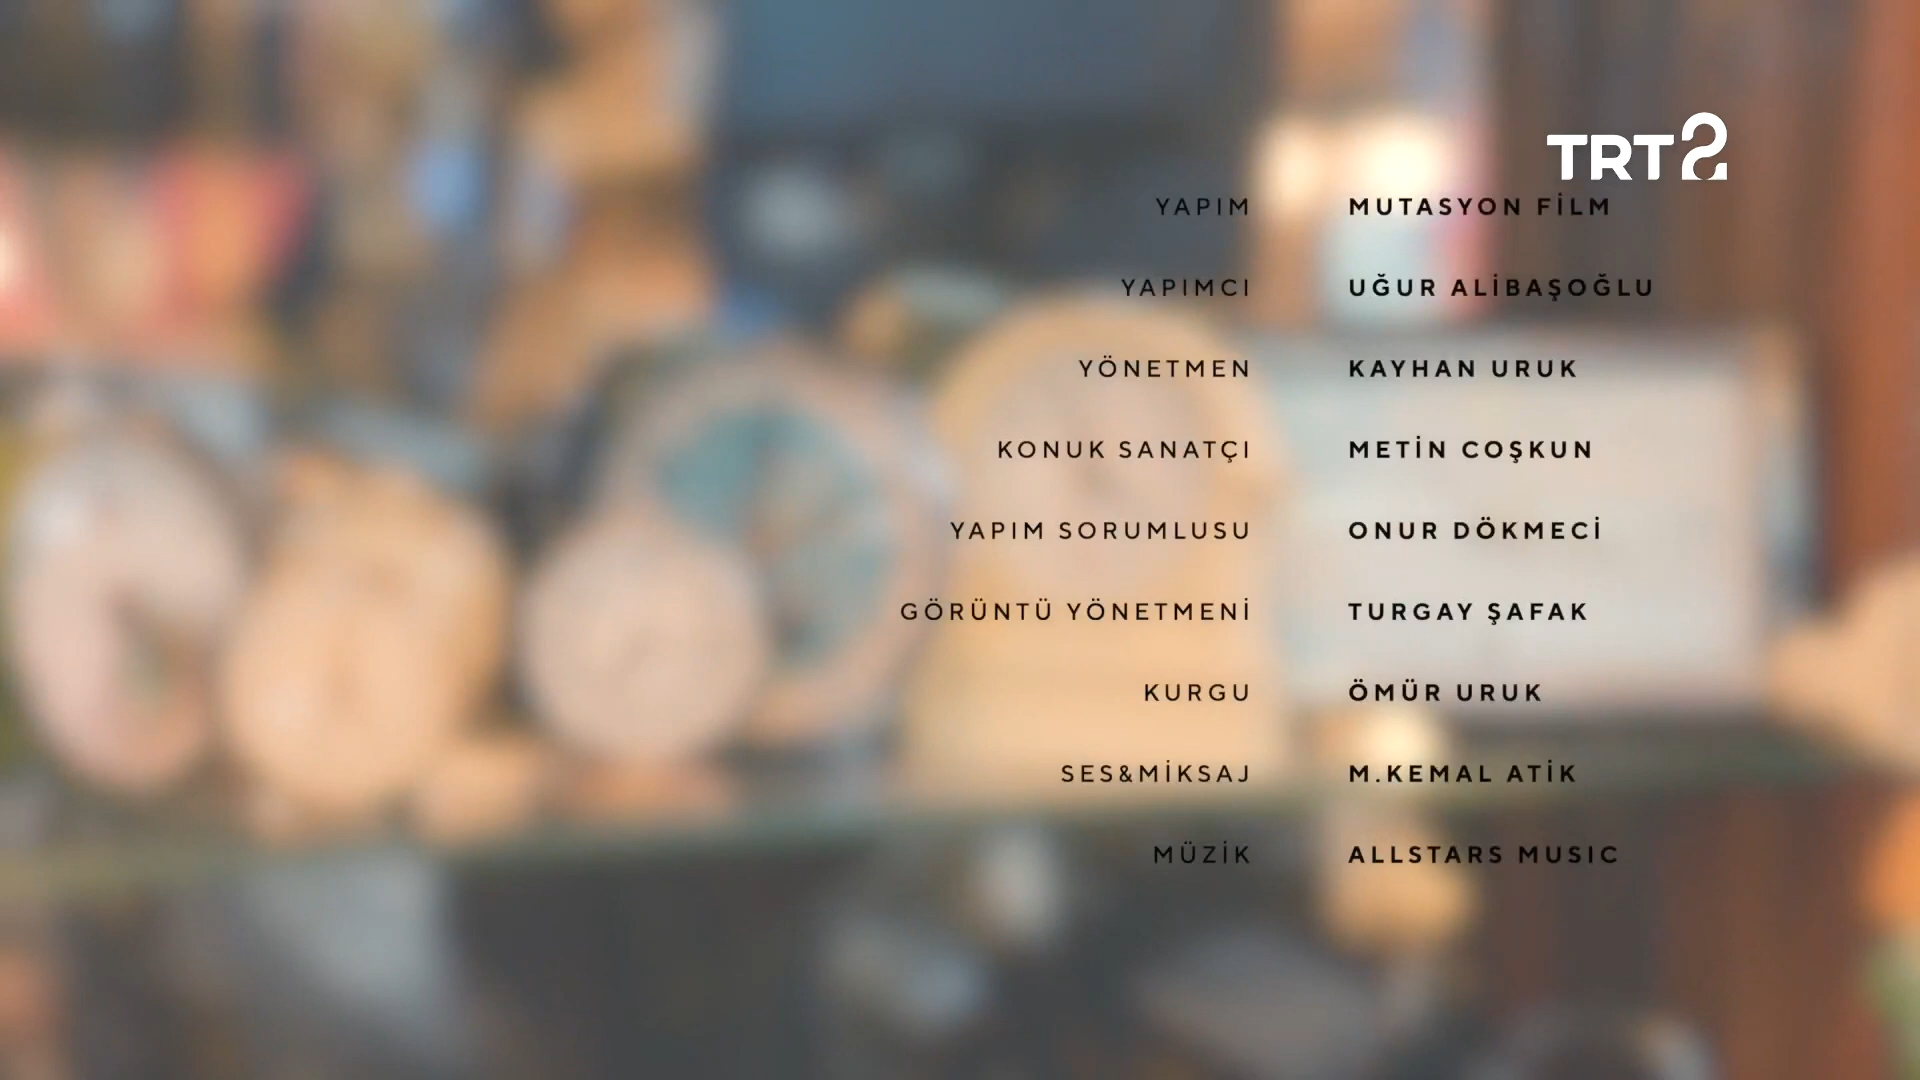 TRT2
YAPIM MUTASYON FİLM
YAPIMCI UĞUR ALİBAŞOĞLU
YÖNETMEN KAYHAN URUK
KONUK SANATÇI METİN COŞKUN
YAPIM SORUMLUSU ONUR DÖKMECİ
GÖRÜNTÜ YÖNETMENİ TURGAY ŞAFAK
KURGU ÖMÜR URUK
SES&MİKSAJ M.KEMAL ATİK
MÜZİK ALLSTARS MUSIC